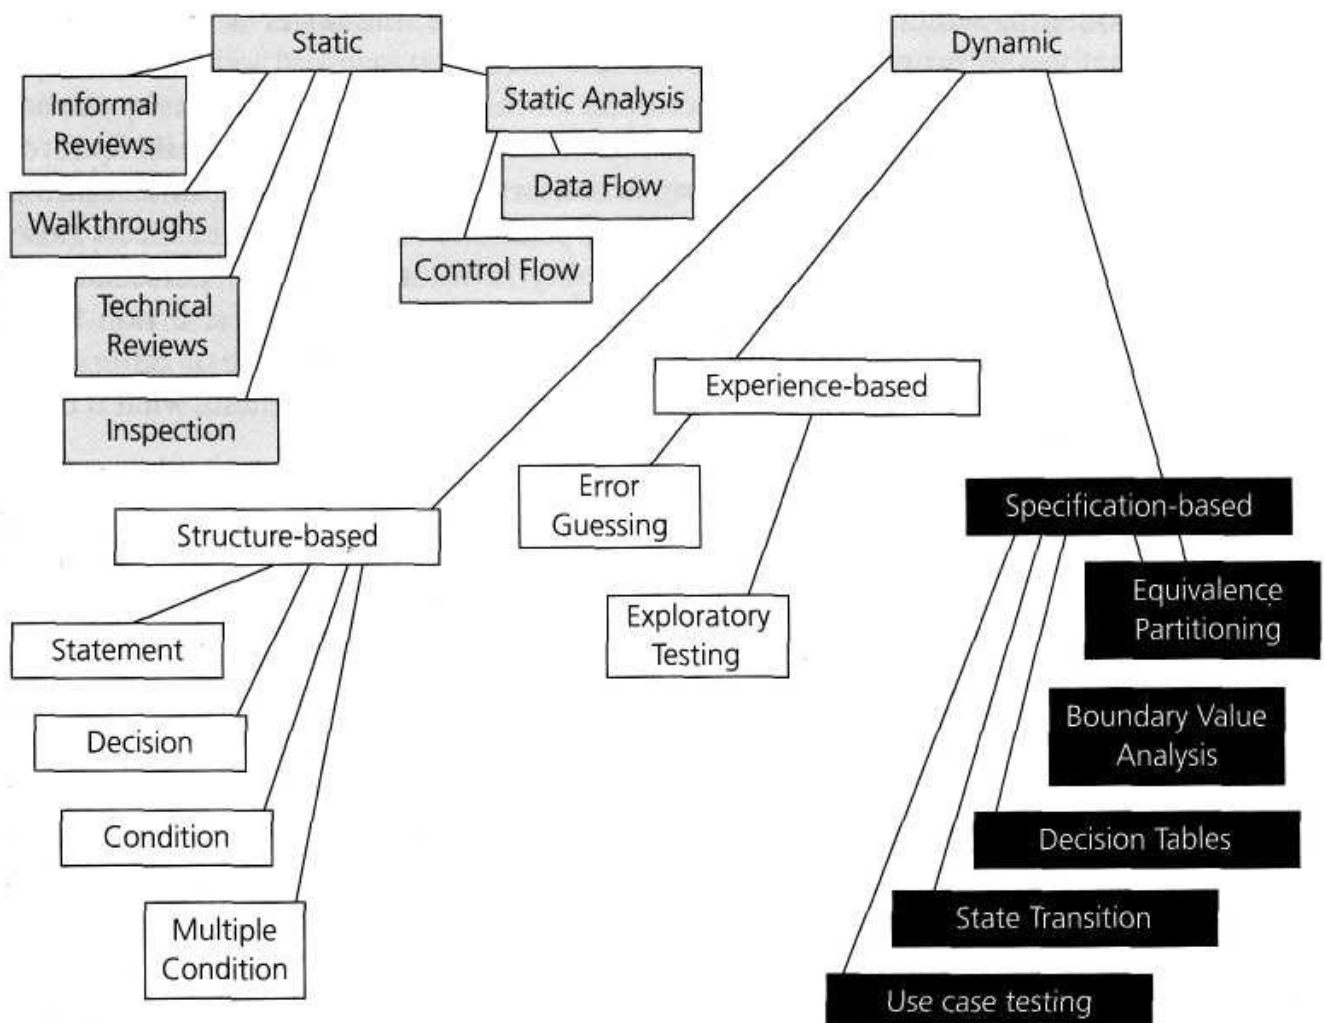 Static
Dynamic
Informal
Reviews
Static Analysis
Data Flow
Walkthroughs
Control Flow
Technical
Reviews
Inspection
Experience-based
Error
Guessing
Specification-based
Structure-based
Equivalence
Partitioning
Exploratory
Testing
Statement
Boundary Value
Analysis
Decision
Decision Tables
Condition
State Transition
Multiple
Condition
Use case testing